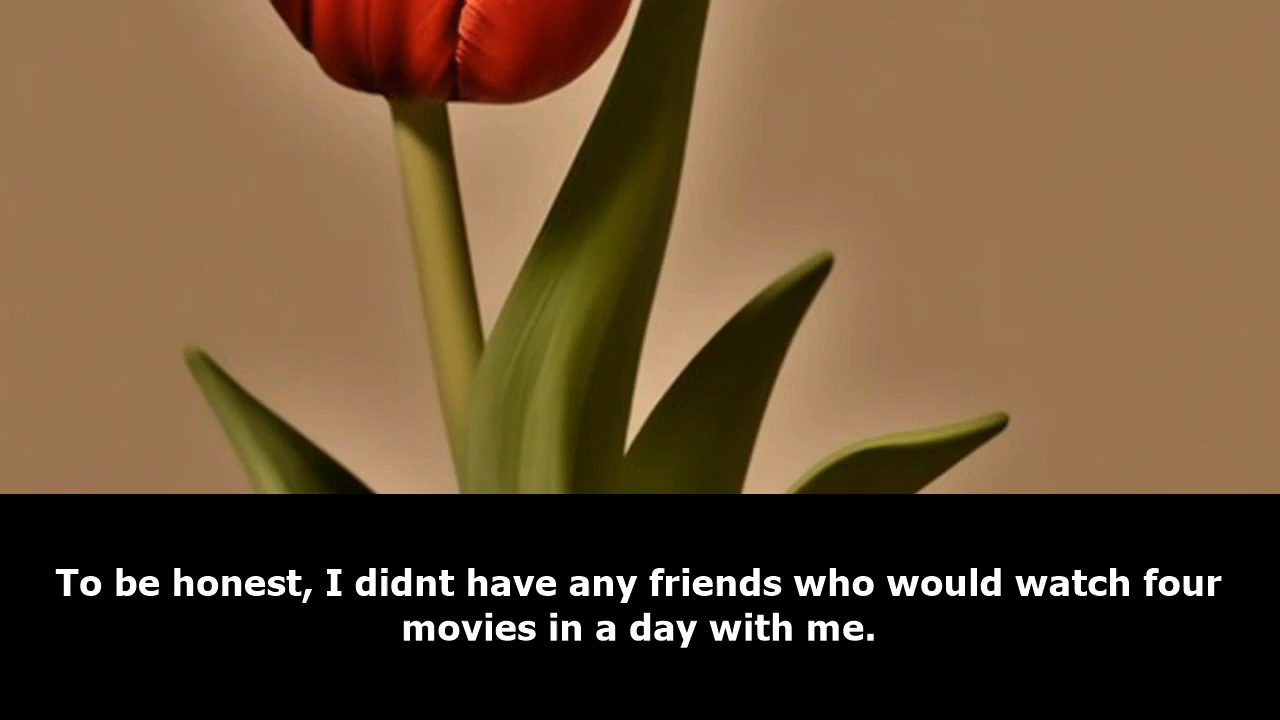 To be honest, I didnt have any friends who would watch four
movies in a day with me.